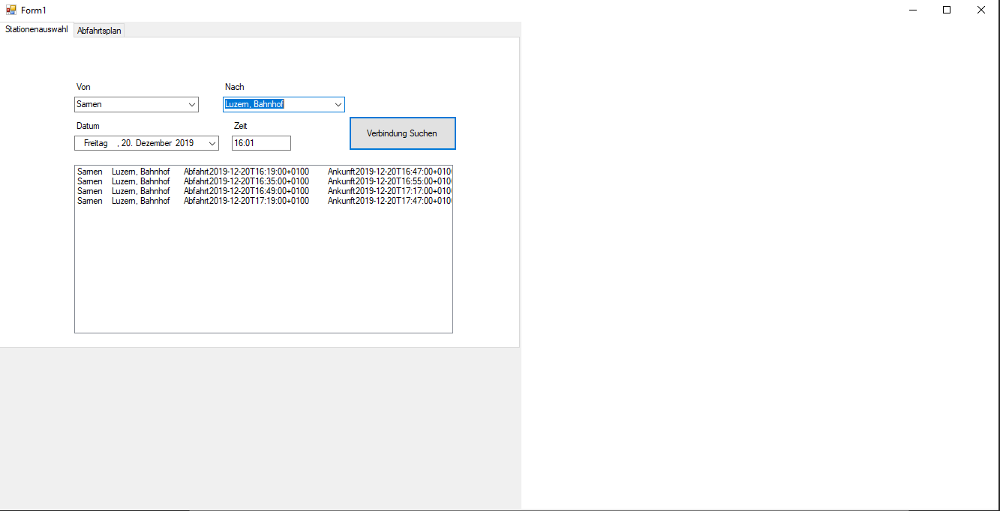 Form1
Stationenauswahl Abfahrtsplan
Von Nach
Sarnen Luzern, Bahnhof
Datum Zeit
Freitag , 20. Dezember 2019 16:01 Verbindung Suchen
Sarnen Luzern, Bahnhof Abfahrt2019-12-20T16:19:00+0100 Ankunft2019-12-20T16:47:00+010
Sarnen Luzern, Bahnhof Abfahrt2019-12-20T16:35:00+0100 Ankunft2019-12-20T16:55:00+010
Sarnen Luzern, Bahnhof Abfahrt2019-12-20T16:49:00+0100 Ankunft2019-12-20T17:17:00+010
Sarnen Luzern, Bahnhof Abfahrt2019-12-20T17:19:00+0100 Ankunft2019-12-20T17:47:00+010